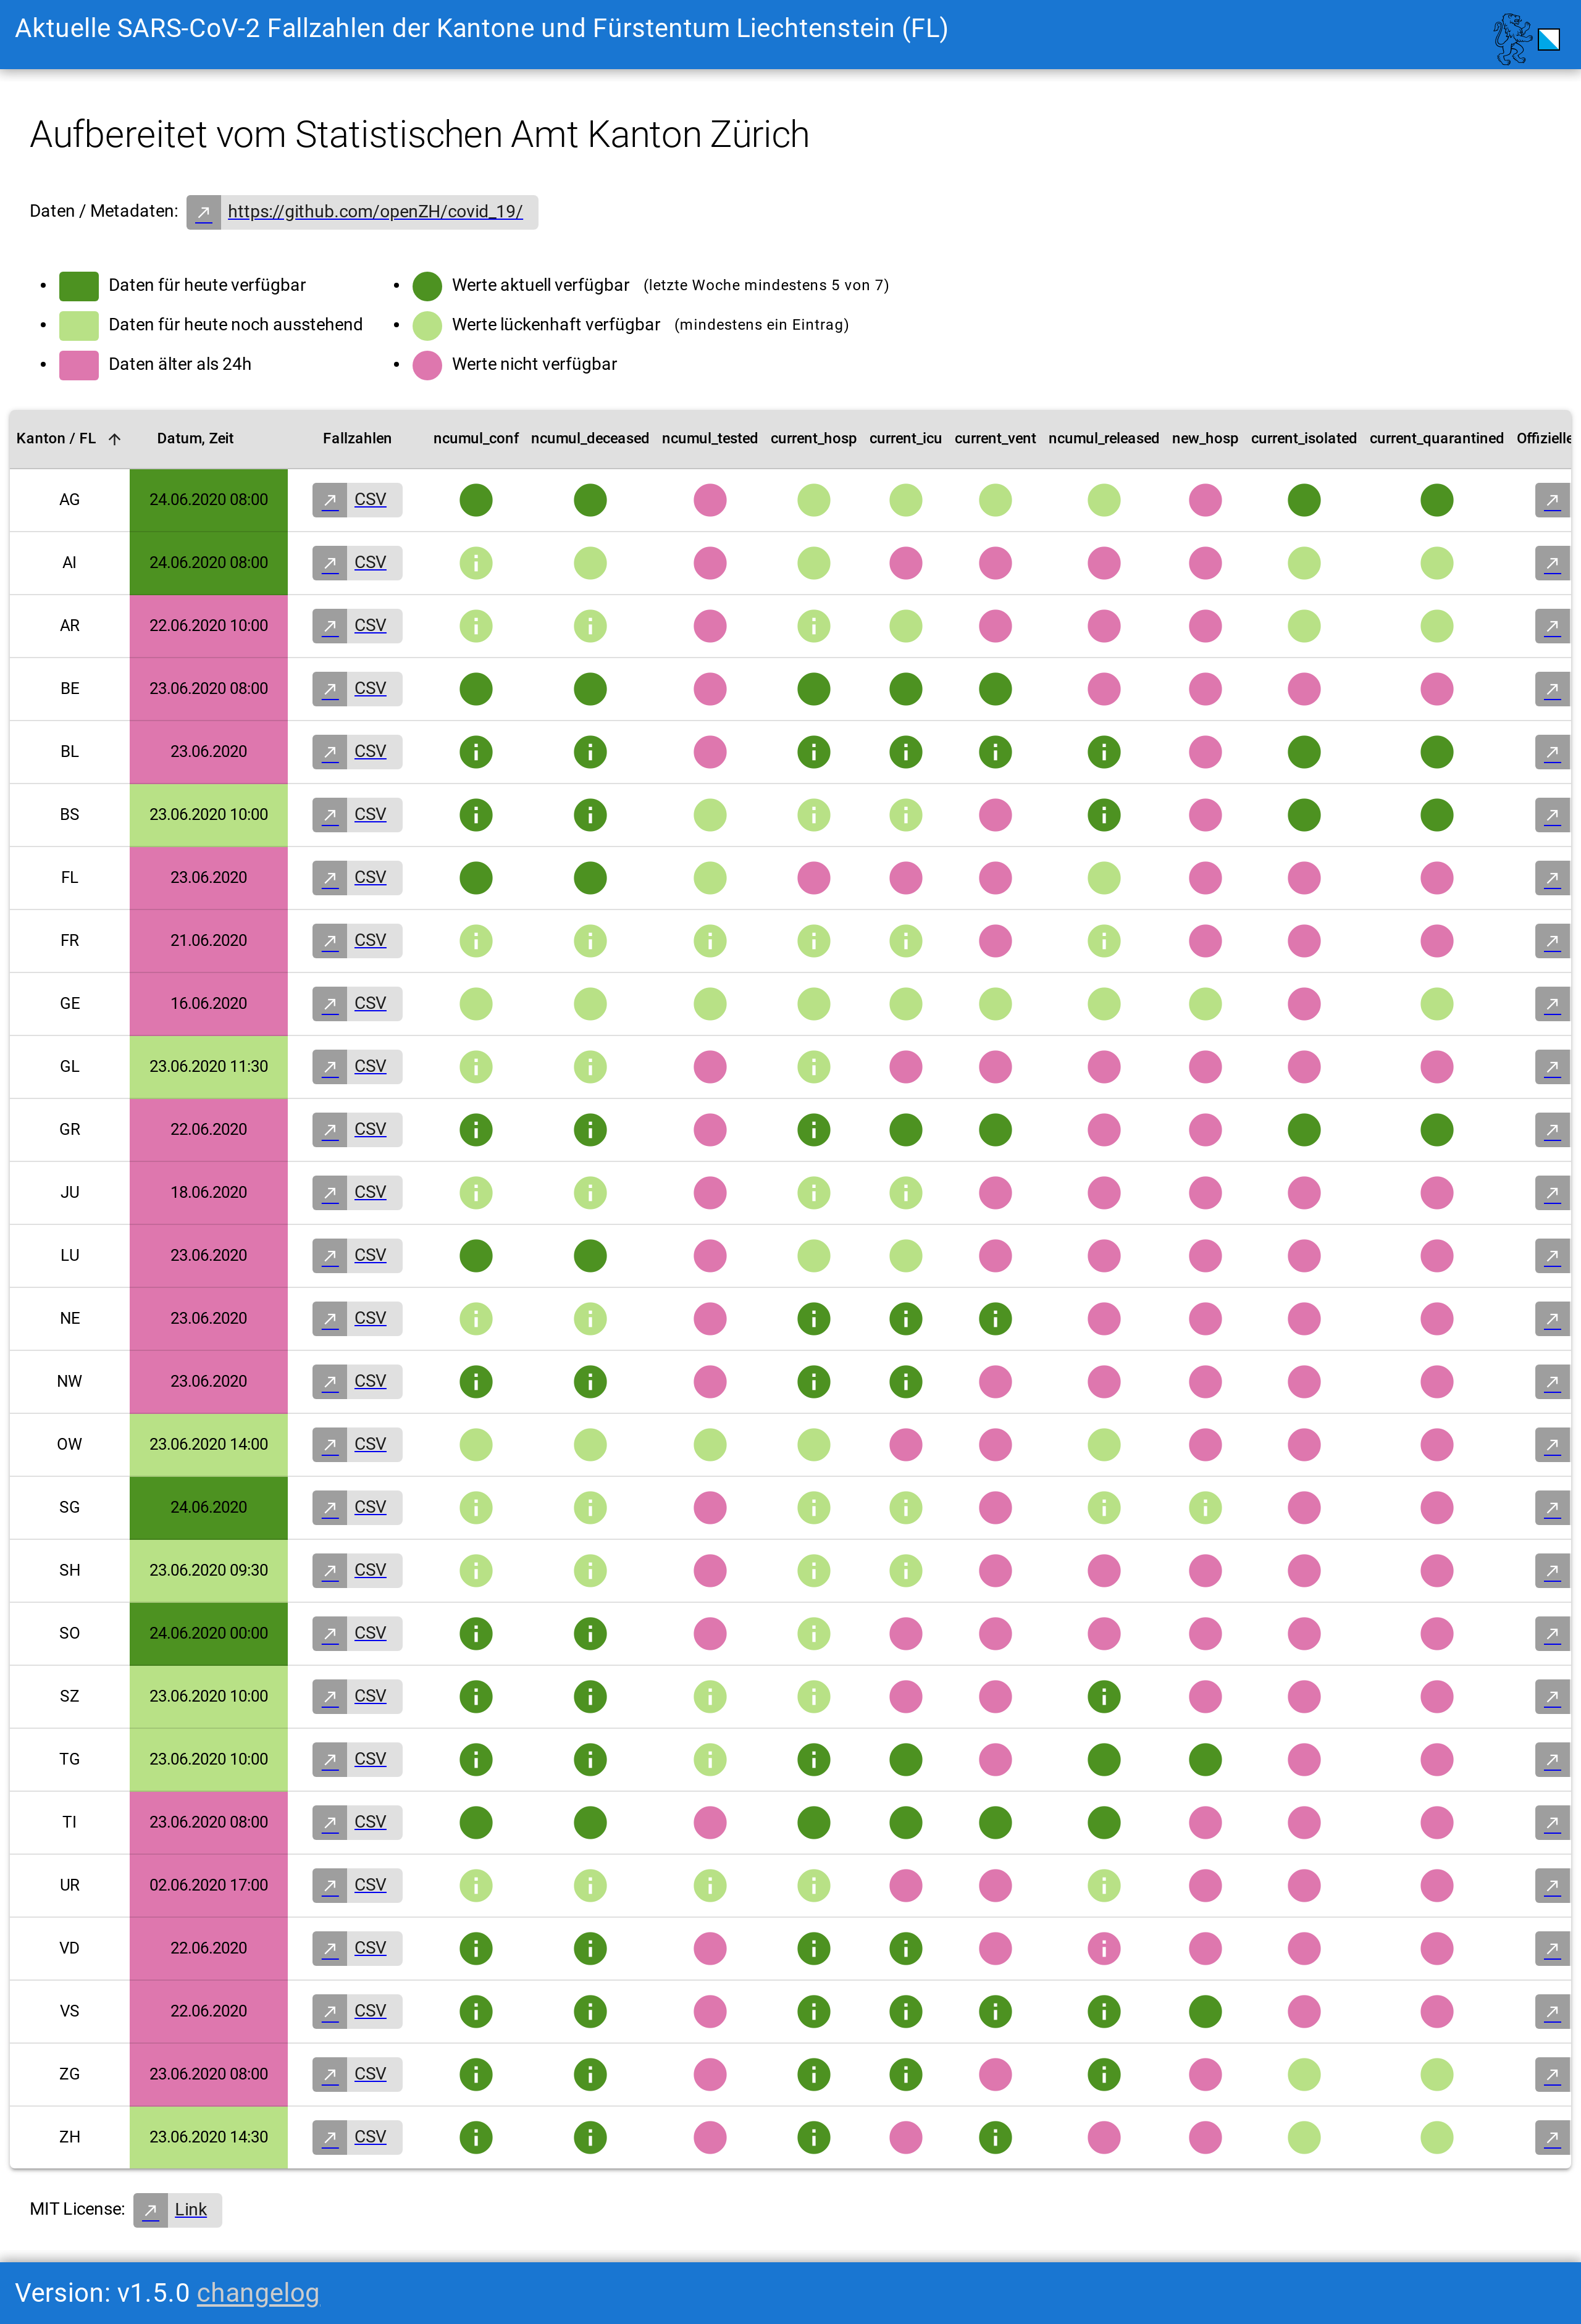 Aktuelle SARS-CoV-2 Fallzahlen der Kantone und Fürstentum Liechtenstein (FL)
Aufbereitet vom Statistischen Amt Kanton Zürich
Daten / Metadaten: https://github.com/openZH/covid_19/
Daten für heute verfügbar
Daten für heute noch ausstehend
Daten älter als 24h
Werte aktuell verfügbar (letzte Woche mindestens 5 von 7)
Werte lückenhaft verfügbar (mindestens ein Eintrag)
Werte nicht verfügbar
Kanton / FL Datum, Zeit Fallzahlen ncumul_conf ncumul_deceased ncumul_tested current_hosp current_icu current_vent ncumul_released new_hosp current_isolated current_quarantined Offizielle
AG 24.06.2020 08:00 CSV
AI 24.06.2020 08:00 CSV
AR 22.06.2020 10:00 CSV
BE 23.06.2020 08:00 CSV
BL 23.06.2020 CSV
BS 23.06.2020 10:00 CSV
FL 23.06.2020 CSV
FR 21.06.2020 CSV
GE 16.06.2020 CSV
GL 23.06.2020 11:30 CSV
GR 22.06.2020 CSV
JU 18.06.2020 CSV
LU 23.06.2020 CSV
NE 23.06.2020 CSV
NW 23.06.2020 CSV
OW 23.06.2020 14:00 CSV
SG 24.06.2020 CSV
SH 23.06.2020 09:30 CSV
SO 24.06.2020 00:00 CSV
SZ 23.06.2020 10:00 CSV
TG 23.06.2020 10:00 CSV
TI 23.06.2020 08:00 CSV
UR 02.06.2020 17:00 CSV
VD 22.06.2020 CSV
VS 22.06.2020 CSV
ZG 23.06.2020 08:00 CSV
ZH 23.06.2020 14:30 CSV
MIT License: Link
Version: v1.5.0 changelog